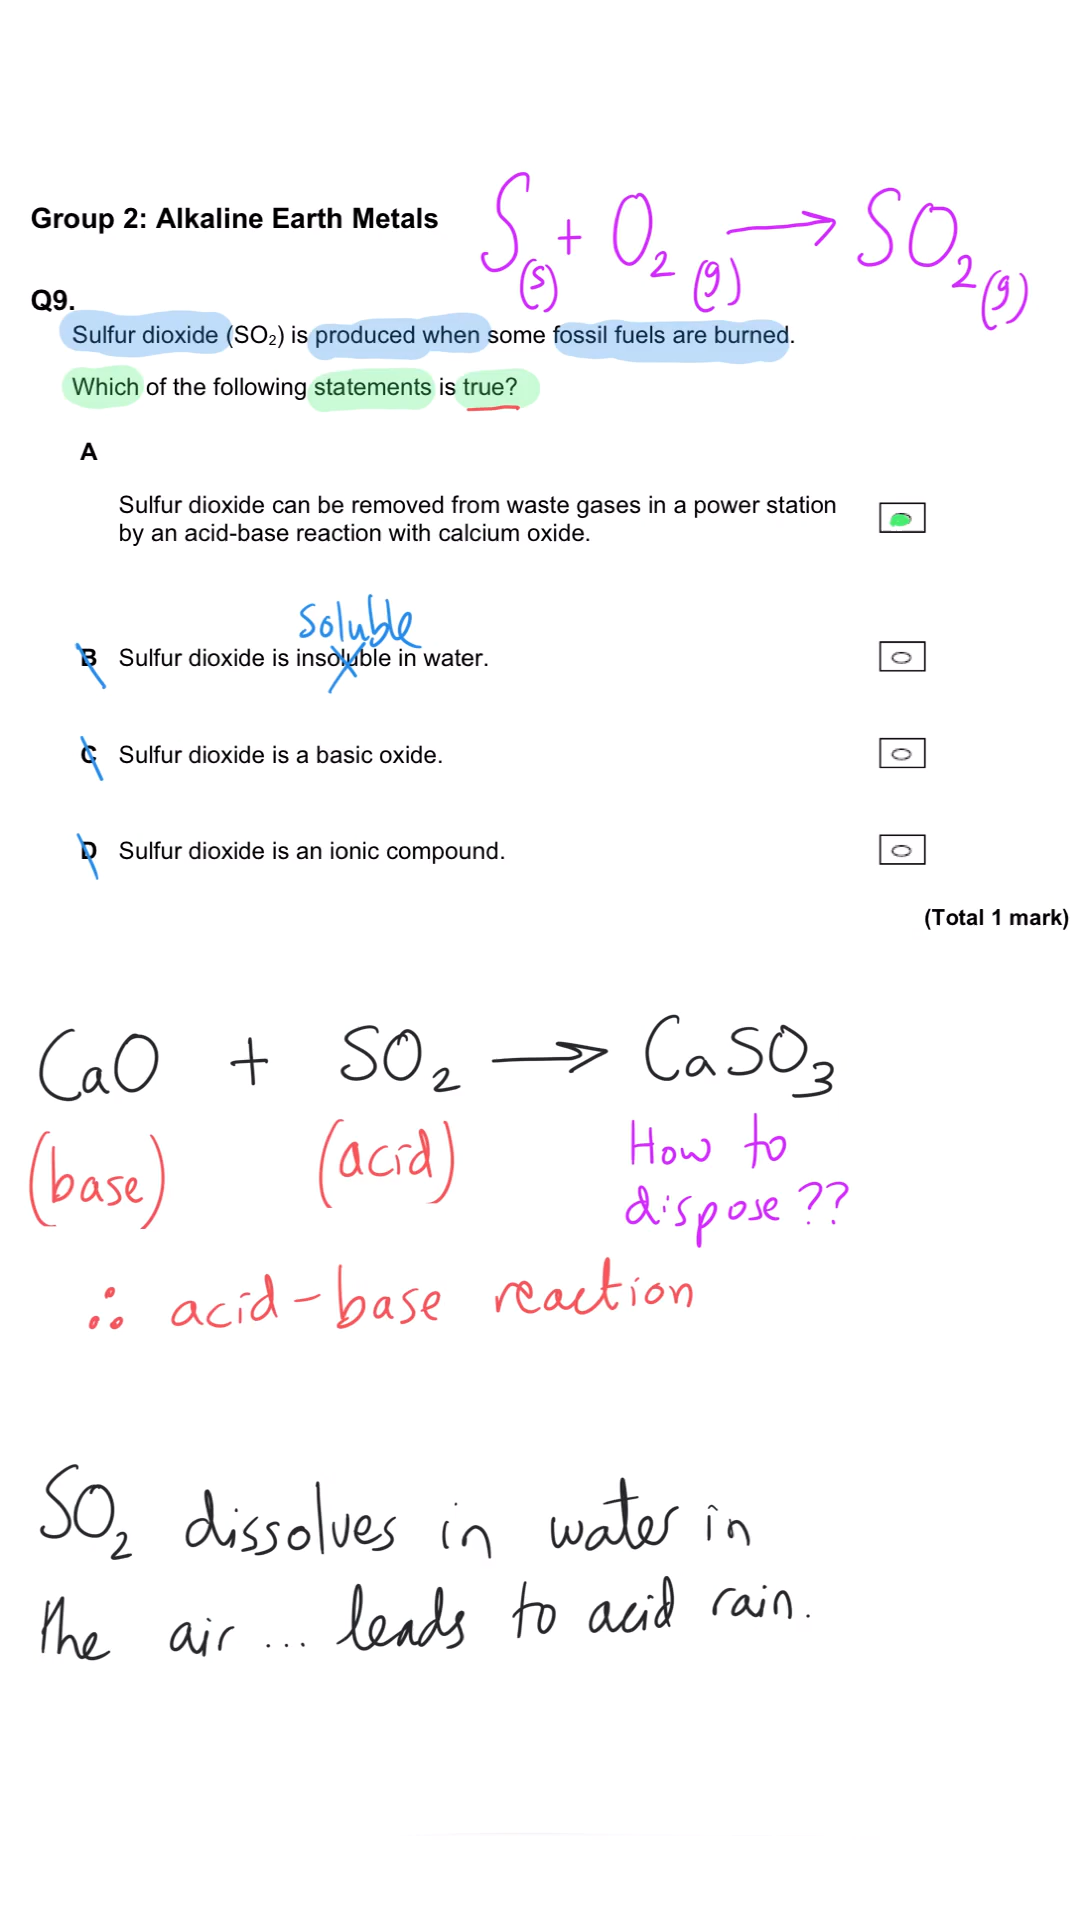 Group 2: Alkaline Earth Metals
S(s) + O2 (g) → SO2 (g)
Q9.
Sulfur dioxide (SO₂) is produced when some fossil fuels are burned.
Which of the following statements is true?
A
Sulfur dioxide can be removed from waste gases in a power station
by an acid-base reaction with calcium oxide.
Soluble
B Sulfur dioxide is insoluble in water.
C Sulfur dioxide is a basic oxide.
D Sulfur dioxide is an ionic compound.
(Total 1 mark)
CaO + SO2 → CaSO3
(base) (acid) How to
dispose ??
∴ acid-base reaction
SO2 dissolves in water in
the air ... leads to acid rain.